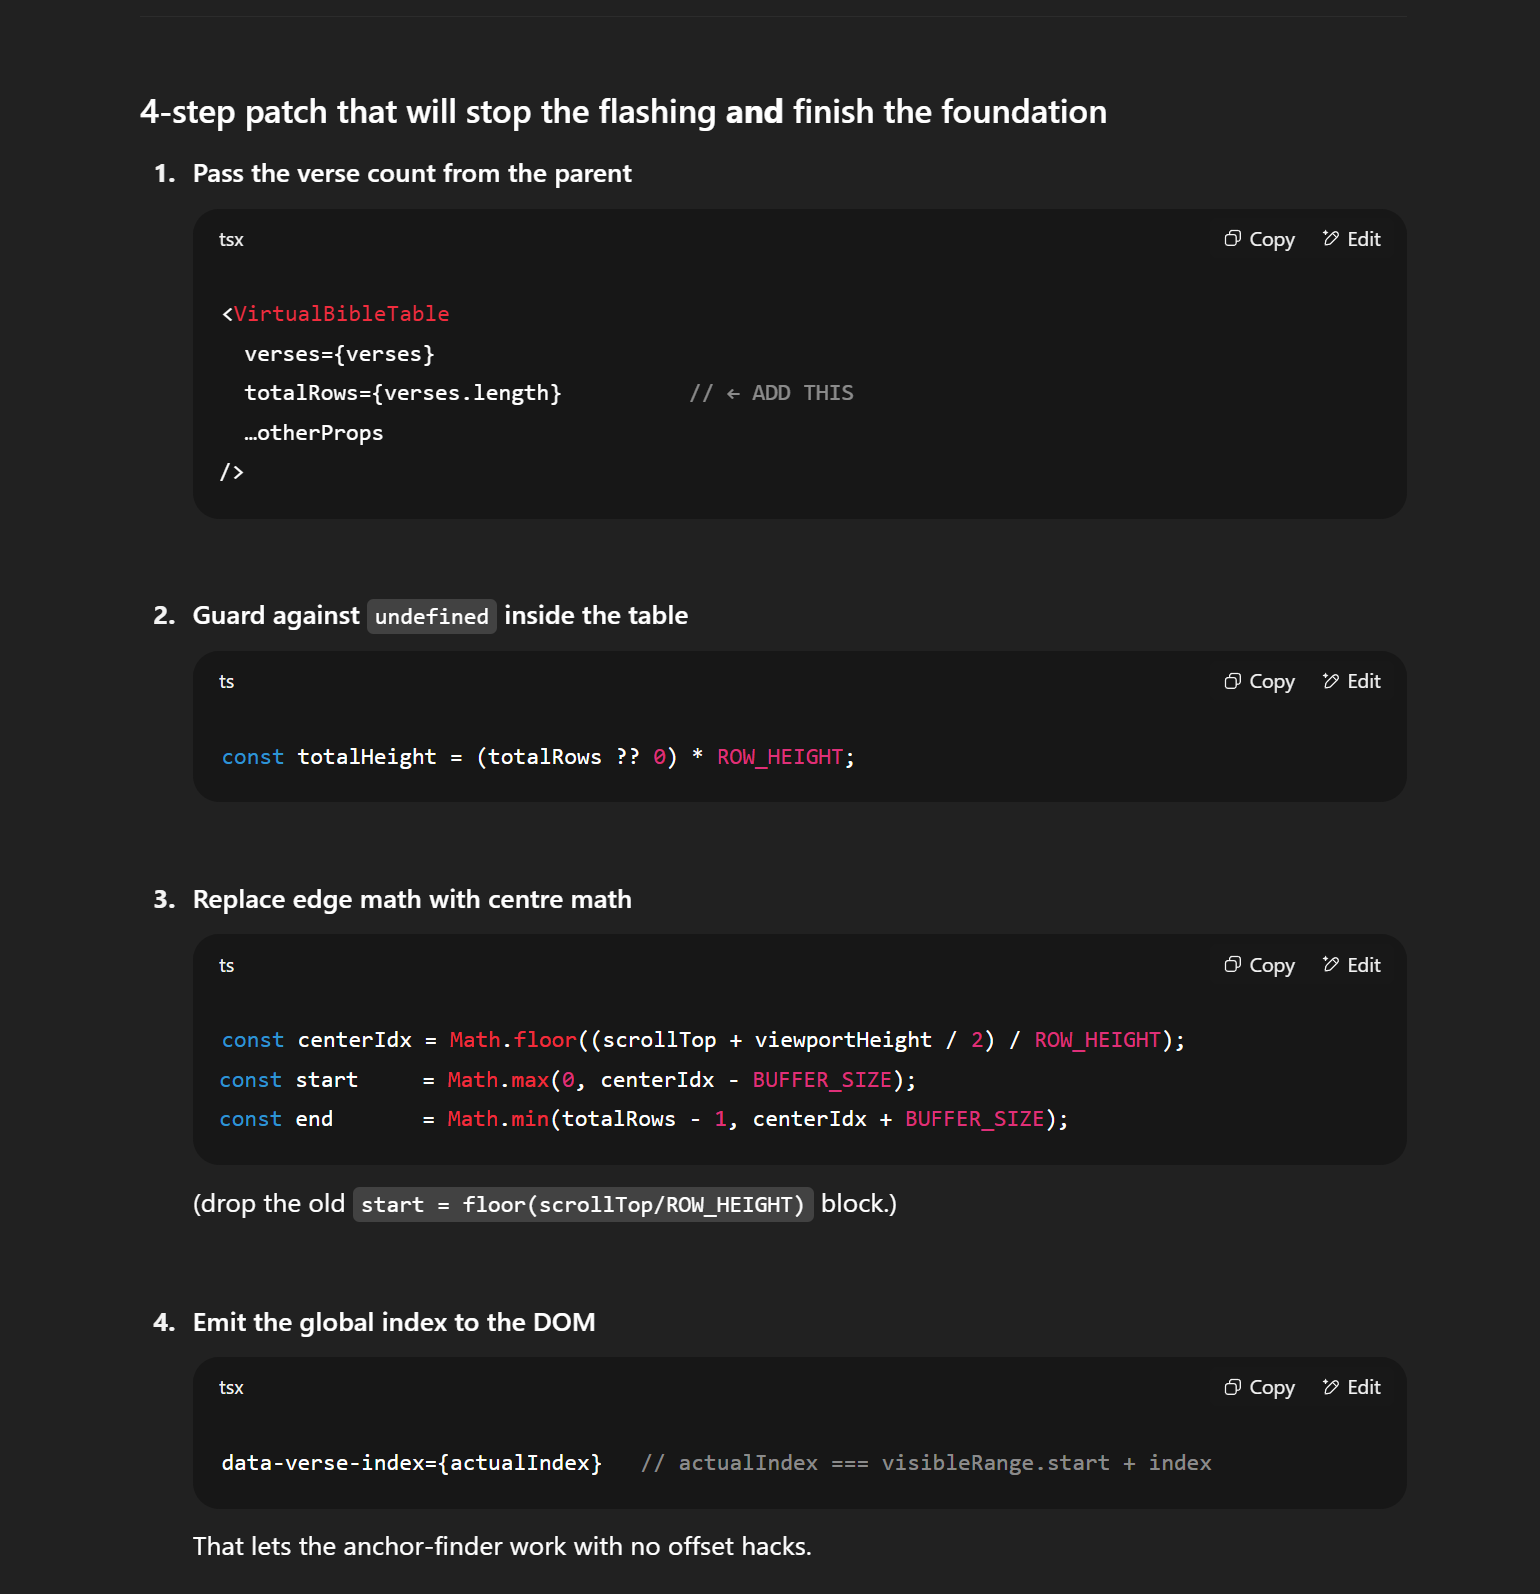 4-step patch that will stop the flashing and finish the foundation
1. Pass the verse count from the parent
tsx
Copy
Edit
<VirtualBibleTable
  verses={verses}
  totalRows={verses.length}          // ← ADD THIS
  …otherProps
/>
2. Guard against undefined inside the table
ts
Copy
Edit
const totalHeight = (totalRows ?? 0) * ROW_HEIGHT;
3. Replace edge math with centre math
ts
Copy
Edit
const centerIdx = Math.floor((scrollTop + viewportHeight / 2) / ROW_HEIGHT);
const start     = Math.max(0, centerIdx - BUFFER_SIZE);
const end       = Math.min(totalRows - 1, centerIdx + BUFFER_SIZE);
(drop the old start = floor(scrollTop/ROW_HEIGHT) block.)
4. Emit the global index to the DOM
tsx
Copy
Edit
data-verse-index={actualIndex}   // actualIndex === visibleRange.start + index
That lets the anchor-finder work with no offset hacks.